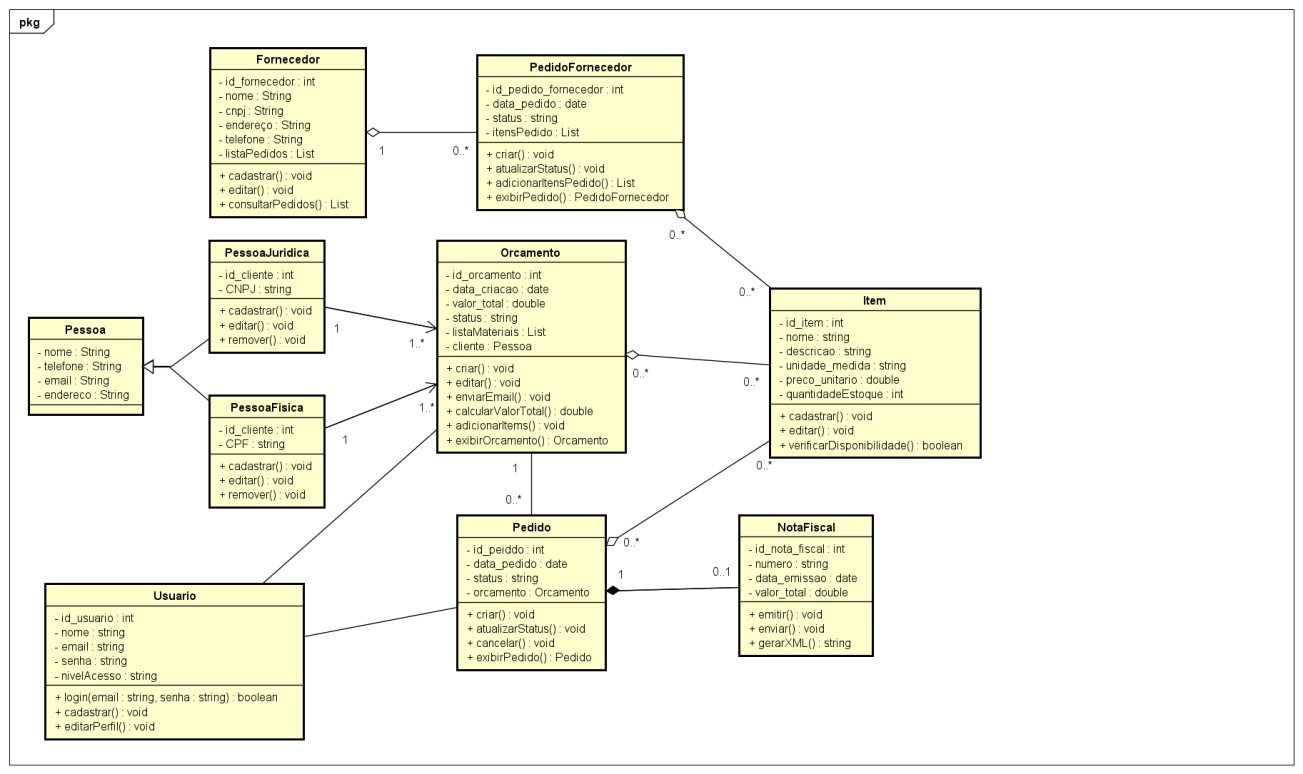 pkg
Fornecedor
- id_fornecedor : int
- nome : String
- cnpj : String
- endereço : String
- telefone : String
- listaPedidos : List
+ cadastrar() : void
+ editar() : void
+ consultarPedidos() : List
1
0..*
PedidoFornecedor
- id_pedido_fornecedor : int
- data_pedido : date
- status : string
- itensPedido : List
+ criar() : void
+ atualizarStatus() : void
+ adicionarItensPedido() : List
+ exibirPedido() : PedidoFornecedor
0..*
0..*
PessoaJuridica
- id_cliente : int
- CNPJ : string
+ cadastrar() : void
+ editar() : void
+ remover() : void
1
1..*
Orcamento
- id_orcamento : int
- data_criacao : date
- valor_total : double
- status : string
- listaMateriais : List
- cliente : Pessoa
+ criar() : void
+ editar() : void
+ enviarEmail() : void
+ calcularValorTotal() : double
+ adicionarItems() : void
+ exibirOrcamento() : Orcamento
0..*
0..*
Item
- id_item : int
- nome : string
- descricao : string
- unidade_medida : string
- preco_unitario : double
- quantidadeEstoque : int
+ cadastrar() : void
+ editar() : void
+ verificarDisponibilidade() : boolean
0..*
Pessoa
- nome : String
- telefone : String
- email : String
- endereco : String
PessoaFisica
- id_cliente : int
- CPF : string
+ cadastrar() : void
+ editar() : void
+ remover() : void
1
1..*
1
0..*
Pedido
- id_peiddo : int
- data_pedido : date
- status : string
- orcamento : Orcamento
+ criar() : void
+ atualizarStatus() : void
+ cancelar() : void
+ exibirPedido() : Pedido
0..*
1
0..1
NotaFiscal
- id_nota_fiscal : int
- numero : string
- data_emissao : date
- valor_total : double
+ emitir() : void
+ enviar() : void
+ gerarXML() : string
Usuario
- id_usuario : int
- nome : string
- email : string
- senha : string
- nivelAcesso : string
+ login(email : string, senha : string) : boolean
+ cadastrar() : void
+ editarPerfil() : void